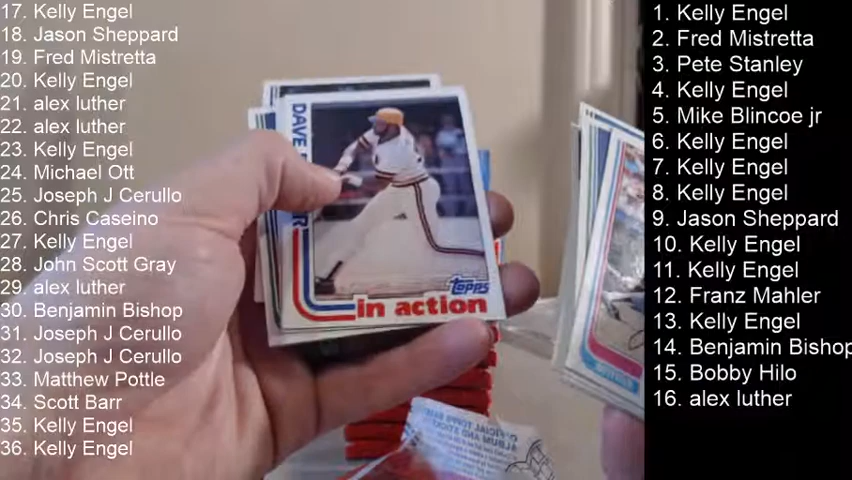 17. Kelly Engel
18. Jason Sheppard
19. Fred Mistretta
20. Kelly Engel
21. alex luther
22. alex luther
23. Kelly Engel
24. Michael Ott
25. Joseph J Cerullo
26. Chris Caseino
27. Kelly Engel
28. John Scott Gray
29. alex luther
30. Benjamin Bishop
31. Joseph J Cerullo
32. Joseph J Cerullo
33. Matthew Pottle
34. Scott Barr
35. Kelly Engel
36. Kelly Engel
DAVE
topps
in action
OFFICIAL TOPPS
ALBUM AND
1. Kelly Engel
2. Fred Mistretta
3. Pete Stanley
4. Kelly Engel
5. Mike Blincoe jr
6. Kelly Engel
7. Kelly Engel
8. Kelly Engel
9. Jason Sheppard
10. Kelly Engel
11. Kelly Engel
12. Franz Mahler
13. Kelly Engel
14. Benjamin Bishop
15. Bobby Hilo
16. alex luther